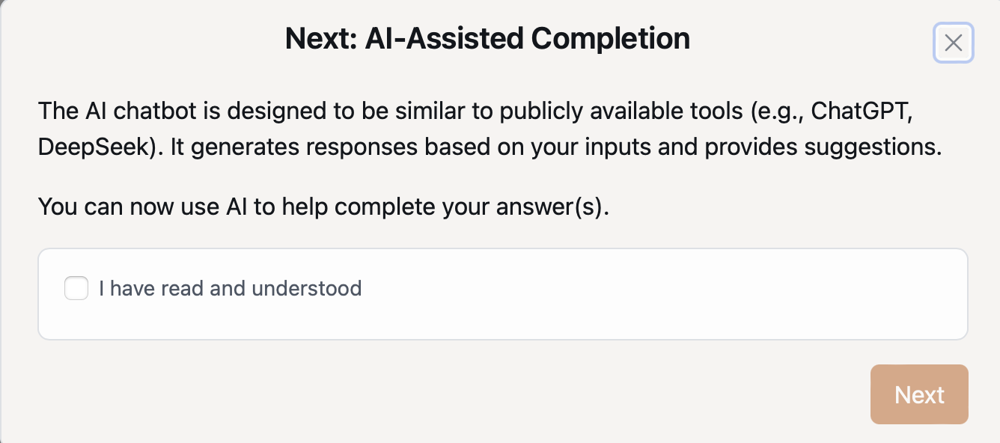 Next: AI-Assisted Completion
The AI chatbot is designed to be similar to publicly available tools (e.g., ChatGPT,
DeepSeek). It generates responses based on your inputs and provides suggestions.
You can now use AI to help complete your answer(s).
I have read and understood
Next